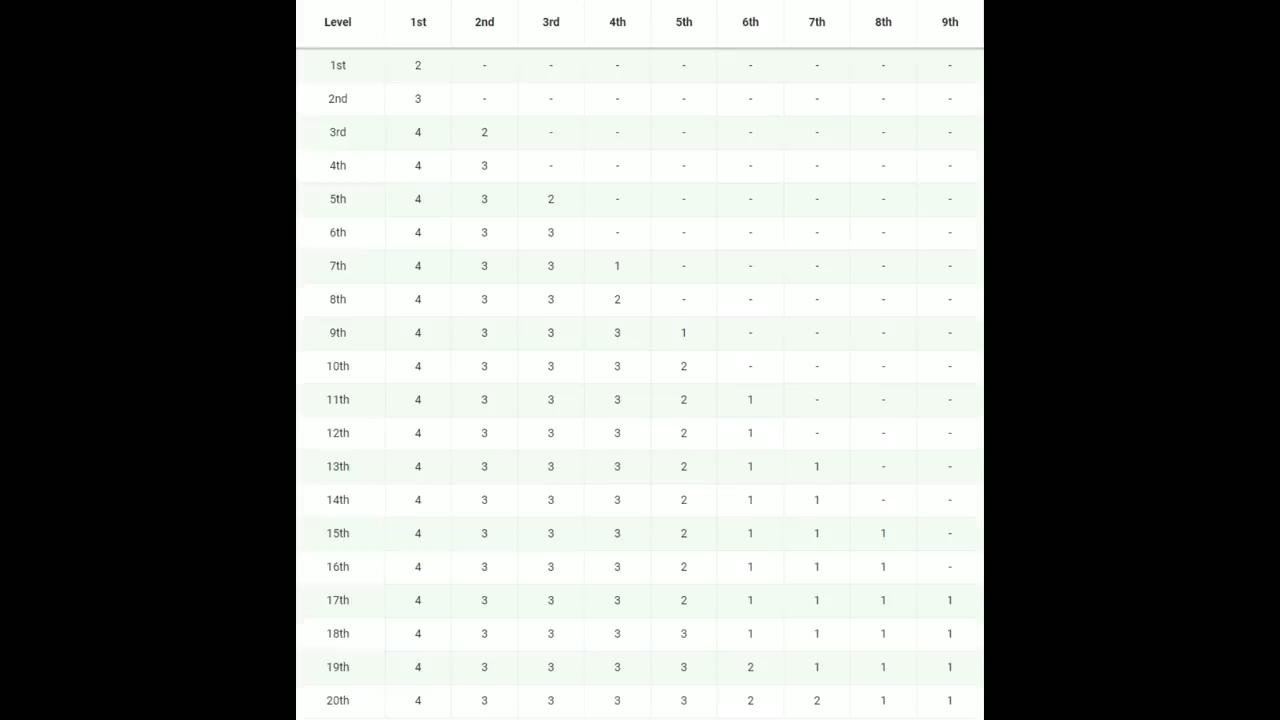 Level 1st 2nd 3rd 4th 5th 6th 7th 8th 9th
1st 2 - - - - - - - -
2nd 3 - - - - - - - -
3rd 4 2 - - - - - - -
4th 4 3 - - - - - - -
5th 4 3 2 - - - - - -
6th 4 3 3 - - - - - -
7th 4 3 3 1 - - - - -
8th 4 3 3 2 - - - - -
9th 4 3 3 3 1 - - - -
10th 4 3 3 3 2 - - - -
11th 4 3 3 3 2 1 - - -
12th 4 3 3 3 2 1 - - -
13th 4 3 3 3 2 1 1 - -
14th 4 3 3 3 2 1 1 - -
15th 4 3 3 3 2 1 1 1 -
16th 4 3 3 3 2 1 1 1 -
17th 4 3 3 3 2 1 1 1 1
18th 4 3 3 3 3 1 1 1 1
19th 4 3 3 3 3 2 1 1 1
20th 4 3 3 3 3 2 2 1 1